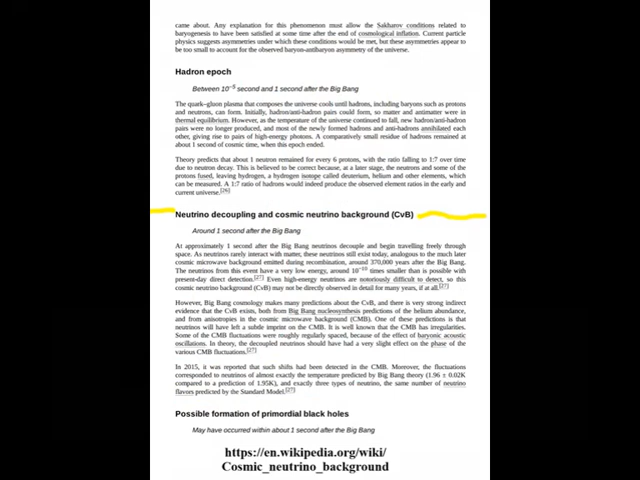 came about. Any explanation for this phenomenon must allow the Sakharov conditions related to
baryogenesis to have been satisfied at some time after the end of cosmological inflation. Current particle
physics suggests asymmetries under which these conditions would be met, but these asymmetries appear to
be too small to account for the observed baryon-antibaryon asymmetry of the universe.
Hadron epoch
Between 10⁻⁵ second and 1 second after the Big Bang
The quark–gluon plasma that composes the universe cools until hadrons, including baryons such as protons
and neutrons, can form. Initially, hadron/anti-hadron pairs could form, so matter and antimatter were in
thermal equilibrium. However, as the temperature of the universe continued to fall, new hadron/anti-hadron
pairs were no longer produced, and most of the newly formed hadrons and anti-hadrons annihilated each
other, giving rise to pairs of high-energy photons. A comparatively small residue of hadrons remained at
about 1 second of cosmic time, when this epoch ended.
Theory predicts that about 1 neutron remained for every 6 protons, with the ratio falling to 1:7 over time
due to neutron decay. This is believed to be correct because, at a later stage, the neutrons and some of the
protons fused, leaving hydrogen, a hydrogen isotope called deuterium, helium and other elements, which
can be measured. A 1:7 ratio of hadrons would indeed produce the observed element ratios in the early and
current universe.[26]
Neutrino decoupling and cosmic neutrino background (CνB)
Around 1 second after the Big Bang
At approximately 1 second after the Big Bang neutrinos decouple and begin travelling freely through
space. As neutrinos rarely interact with matter, these neutrinos still exist today, analogous to the much later
cosmic microwave background emitted during recombination, around 370,000 years after the Big Bang.
The neutrinos from this event have a very low energy, around 10⁻¹⁰ times smaller than is possible with
present-day direct detection.[27] Even high-energy neutrinos are notoriously difficult to detect, so this
cosmic neutrino background (CνB) may not be directly observed in detail for many years, if at all.[27]
However, Big Bang cosmology makes many predictions about the CνB, and there is very strong indirect
evidence that the CνB exists, both from Big Bang nucleosynthesis predictions of the helium abundance,
and from anisotropies in the cosmic microwave background (CMB). One of these predictions is that
neutrinos will have left a subtle imprint on the CMB. It is well known that the CMB has irregularities.
Some of the CMB fluctuations were roughly regularly spaced, because of the effect of baryonic acoustic
oscillations. In theory, the decoupled neutrinos should have had a very slight effect on the phase of the
various CMB fluctuations.[27]
In 2015, it was reported that such shifts had been detected in the CMB. Moreover, the fluctuations
corresponded to neutrinos of almost exactly the temperature predicted by Big Bang theory (1.96 ± 0.02K
compared to a prediction of 1.95K), and exactly three types of neutrino, the same number of neutrino
flavors predicted by the Standard Model.[27]
Possible formation of primordial black holes
May have occurred within about 1 second after the Big Bang
https://en.wikipedia.org/wiki/
Cosmic_neutrino_background